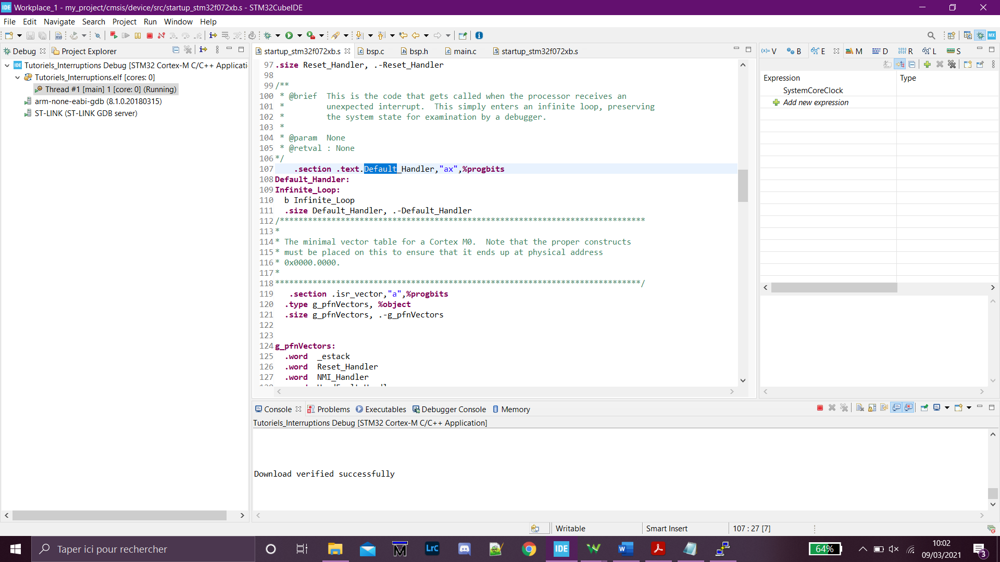 IDE Workplace_1 - my_project/cmsis/device/src/startup_stm32f072xb.s - STM32CubeIDE
File Edit Navigate Search Project Run Window Help
Debug Project Explorer
startup_stm32f072xb.s bsp.c bsp.h main.c startup_stm32f072xb.s
(x)= V B E M D R L S
IDE Tutoriels_Interruptions Debug [STM32 Cortex-M C/C++ Applicati
Tutoriels_Interruptions.elf [cores: 0]
Thread #1 [main] 1 [core: 0] (Running)
arm-none-eabi-gdb (8.1.0.20180315)
ST-LINK (ST-LINK GDB server)
97 .size Reset_Handler, .-Reset_Handler
98
99 /**
100 * @brief  This is the code that gets called when the processor receives an
101 *         unexpected interrupt.  This simply enters an infinite loop, preserving
102 *         the system state for examination by a debugger.
103 *
104 * @param  None
105 * @retval : None
106 */
107 .section .text.Default_Handler,"ax",%progbits
108 Default_Handler:
109 Infinite_Loop:
110 b Infinite_Loop
111 .size Default_Handler, .-Default_Handler
112 /******************************************************************************
113 *
114 * The minimal vector table for a Cortex M0.  Note that the proper constructs
115 * must be placed on this to ensure that it ends up at physical address
116 * 0x0000.0000.
117 *
118 ******************************************************************************/
119 .section .isr_vector,"a",%progbits
120 .type g_pfnVectors, %object
121 .size g_pfnVectors, .-g_pfnVectors
122
123
124 g_pfnVectors:
125 .word  _estack
126 .word  Reset_Handler
127 .word  NMI_Handler
Expression Type
SystemCoreClock
Add new expression
Console Problems Executables Debugger Console Memory
Tutoriels_Interruptions Debug [STM32 Cortex-M C/C++ Application]
Download verified successfully
Writable Smart Insert 107 : 27 [7]
Taper ici pour rechercher
LrC
IDE
64%
10:02
09/03/2021
3